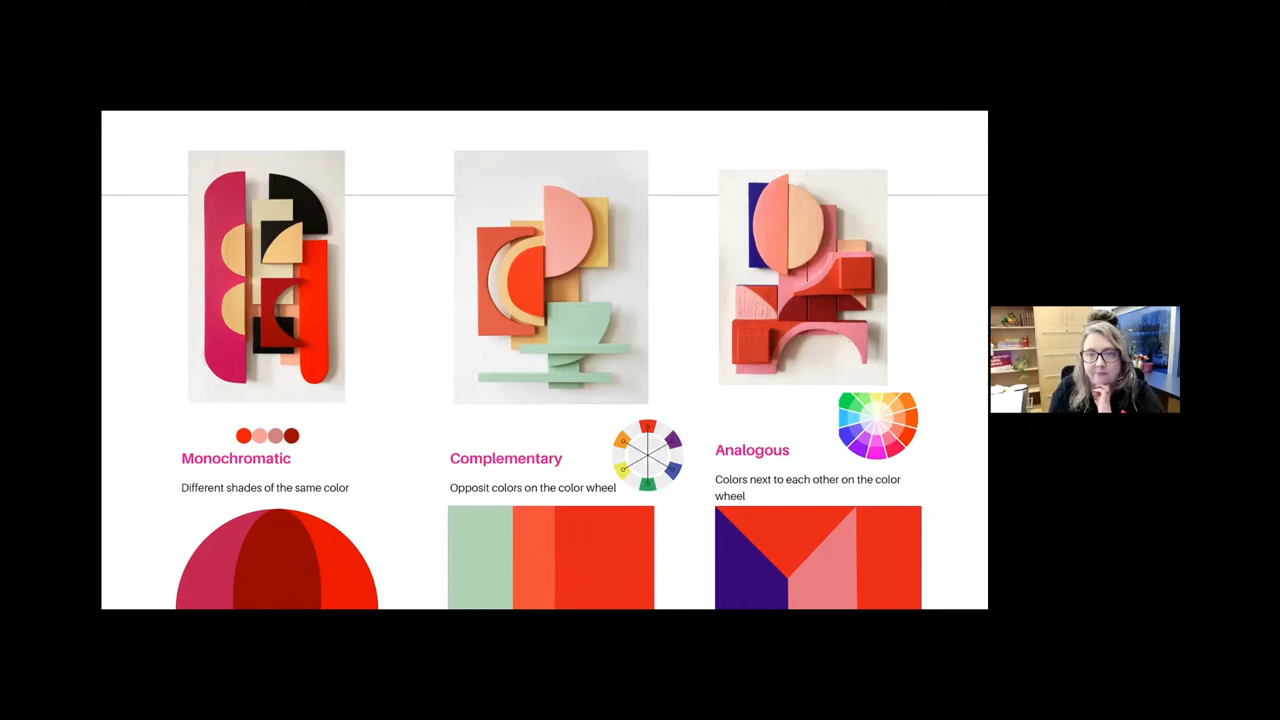 Monochromatic
Different shades of the same color
Complementary
Opposit colors on the color wheel
Analogous
Colors next to each other on the color
wheel